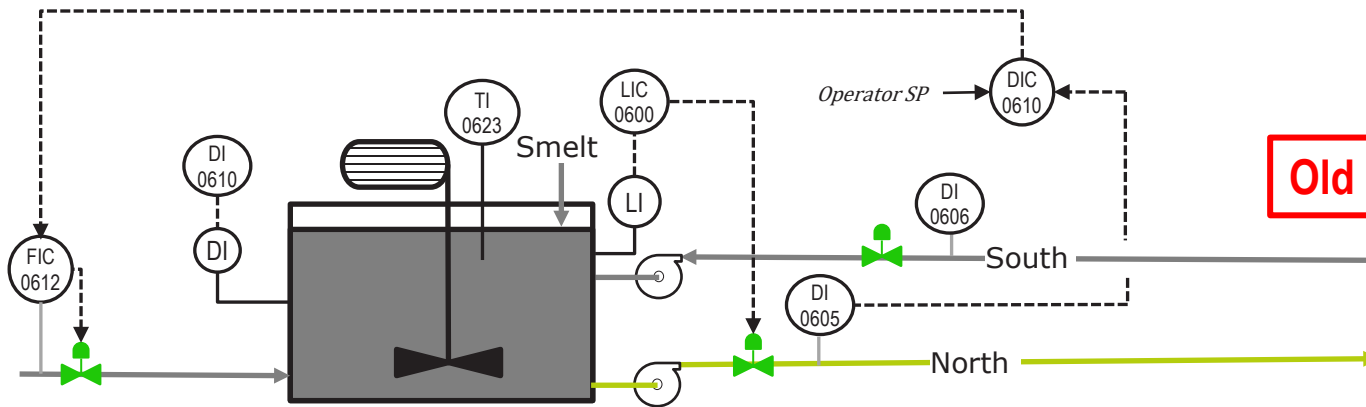 DIC
0610
Operator SP
TI
0623
LIC
0600
Smelt
Old
DI
0610
LI
DI
0606
DI
FIC
0612
South
DI
0605
North